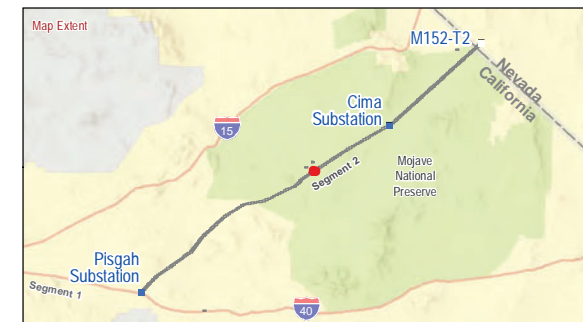 Map Extent
M152-T2
Nevada
California
Cima
Substation
15
Mojave
National
Preserve
Segment 2
Pisgah
Substation
Segment 1
40